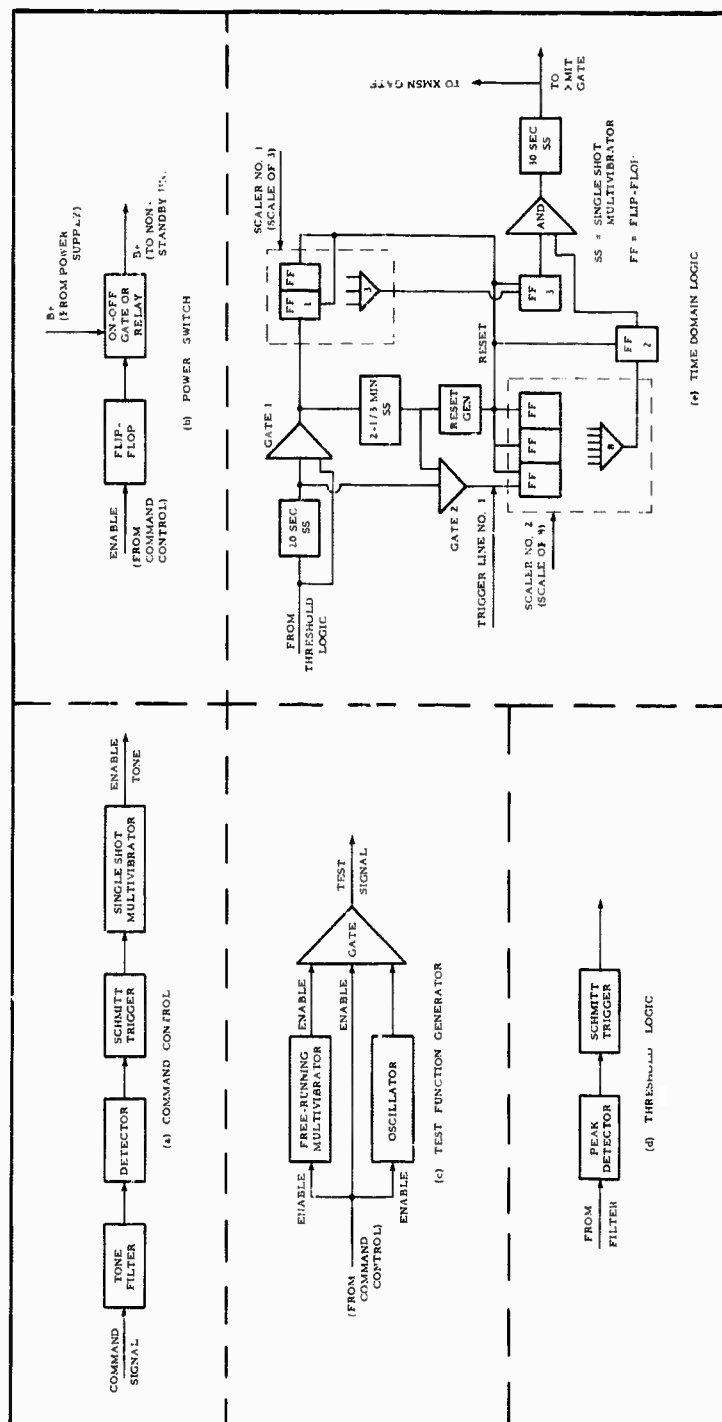 COMMAND
SIGNAL
TONE
FILTER
DETECTOR
SCHMITT
TRIGGER
SINGLE SHOT
MULTIVIBRATOR
ENABLE
TONE
(a) COMMAND CONTROL
ENABLE
(FROM
COMMAND
CONTROL)
FLIP-
FLOP
B+
(FROM POWER
SUPPLY)
ON-OFF
GATE OR
RELAY
B+
(TO NON-
STANDBY
(b) POWER SWITCH
(FROM
COMMAND
CONTROL)
ENABLE
ENABLE
FREE-RUNNING
MULTIVIBRATOR
OSCILLATOR
ENABLE
ENABLE
GATE
TEST
SIGNAL
(c) TEST FUNCTION GENERATOR
FROM
FILTER
PEAK
DETECTOR
SCHMITT
TRIGGER
(d) THRESHOLD LOGIC
FROM
THRESHOLD
LOGIC
20 SEC
SS
GATE 1
GATE 2
TRIGGER LINE NO. 1
2-1/3 MIN
SS
RESET
GEN
SCALER NO. 1
(SCALE OF 3)
FF
1
FF
3
RESET
SCALER NO. 2
(SCALE OF
FF
FF
FF
8
FF
2
FF
3
AND
30 SEC
SS
TO XMSN GATE
TO
GATE
SS = SINGLE SHOT
MULTIVIBRATOR
FF = FLIP-FLOP
(e) TIME DOMAIN LOGIC